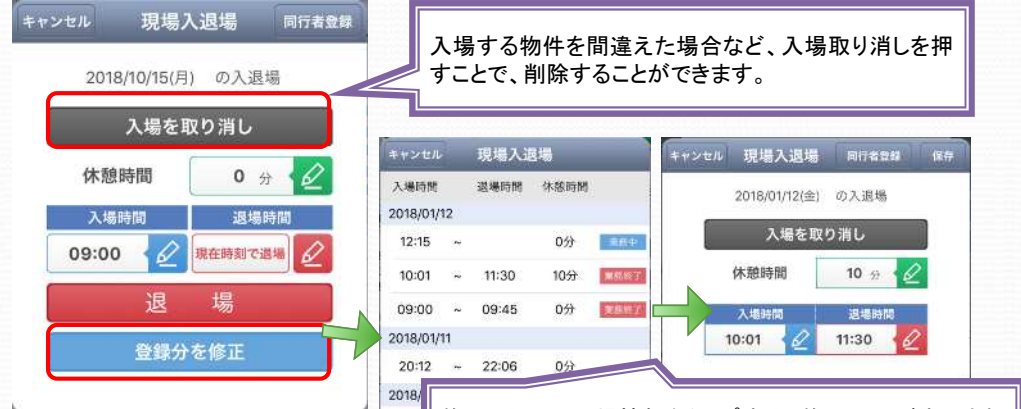 キャンセル 現場入退場 同行者登録
2018/10/15(月) の入退場
入場を取り消し
休憩時間 0 分
入場時間 退場時間
09:00 現在時刻で退場
退 場
登録分を修正
入場する物件を間違えた場合など、入場取り消しを押
すことで、削除することができます。
キャンセル 現場入退場
入場時間 退場時間 休憩時間
2018/01/12
12:15 ~ 0分
10:01 ~ 11:30 10分 業務終了
09:00 ~ 09:45 0分 業務終了
2018/01/11
20:12 ~ 22:06 0分
2018/
キャンセル 現場入退場 同行者登録 保存
2018/01/12(金) の入退場
入場を取り消し
休憩時間 10 分
入場時間 退場時間
10:01 11:30